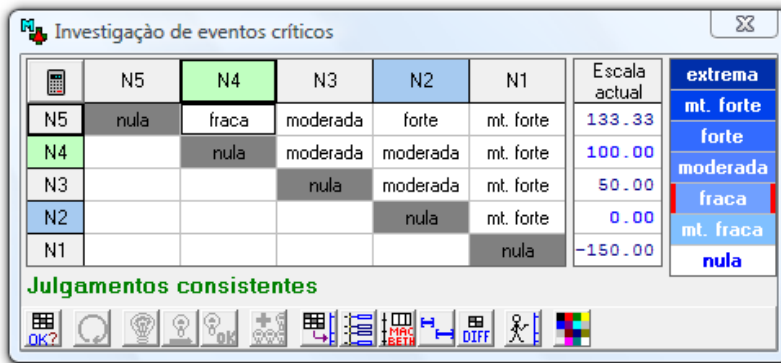 Investigaçào de eventos críticos
N5 N4 N3 N2 N1 Escala actual
N5 nula fraca moderada forte mt. forte 133.33
N4 nula moderada moderada mt. forte 100.00
N3 nula moderada mt. forte 50.00
N2 nula mt. forte 0.00
N1 nula -150.00
extrema
mt. forte
forte
moderada
fraca
mt. fraca
nula
Julgamentos consistentes
OK? OK MAC BETH DIFF